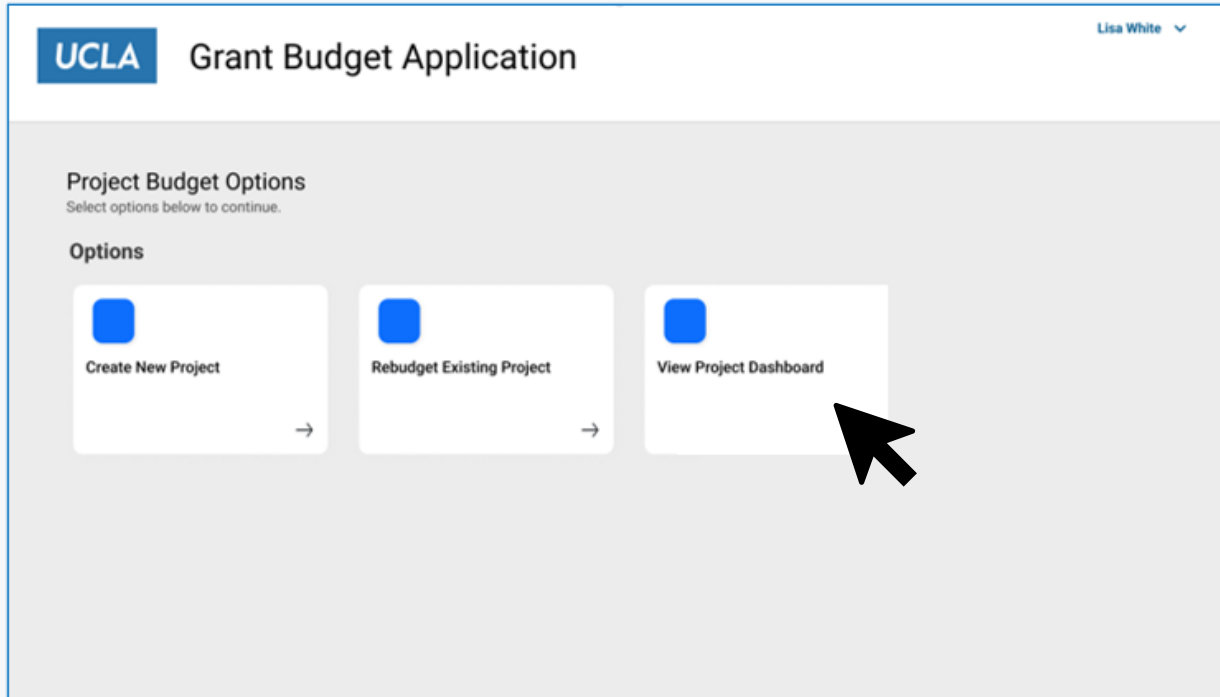 Lisa White
UCLA Grant Budget Application
Project Budget Options
Select options below to continue.
Options
Create New Project
Rebudget Existing Project
View Project Dashboard